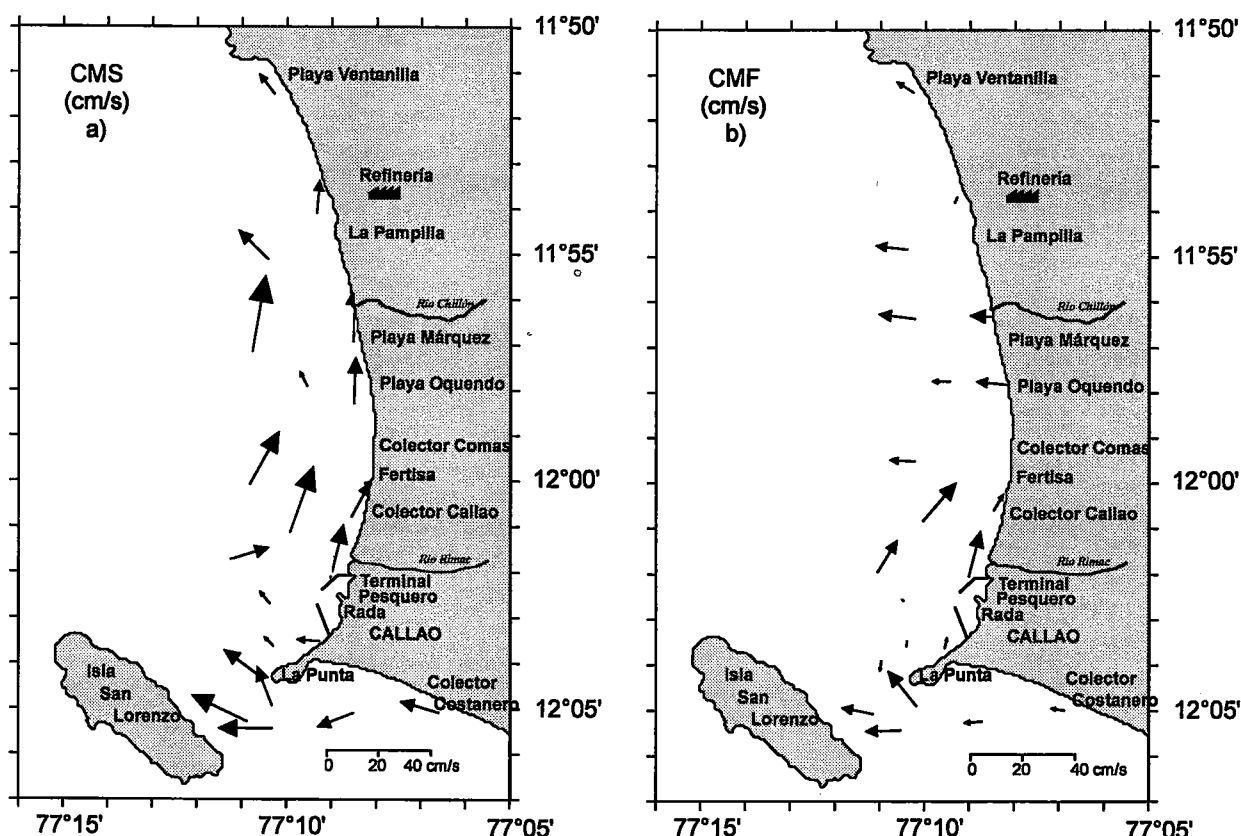 CMS
(cm/s)
a)
Playa Ventanilla
Refinería
La Pampilla
Río Chillón
Playa Márquez
Playa Oquendo
Colector Comas
Fertisa
Colector Callao
Río Rimac
Terminal
Pesquero
Rada
CALLAO
La Punta
Colector
Costanero
Isla
San
Lorenzo
0 20 40 cm/s
11°50'
11°55'
12°00'
12°05'
77°15' 77°10' 77°05'
CMF
(cm/s)
b)
Playa Ventanilla
Refinería
La Pampilla
Río Chillón
Playa Márquez
Playa Oquendo
Colector Comas
Fertisa
Colector Callao
Río Rimac
Terminal
Pesquero
Rada
CALLAO
La Punta
Colector
Costanero
Isla
San
Lorenzo
0 20 40 cm/s
11°50'
11°55'
12°00'
12°05'
77°15' 77°10' 77°05'